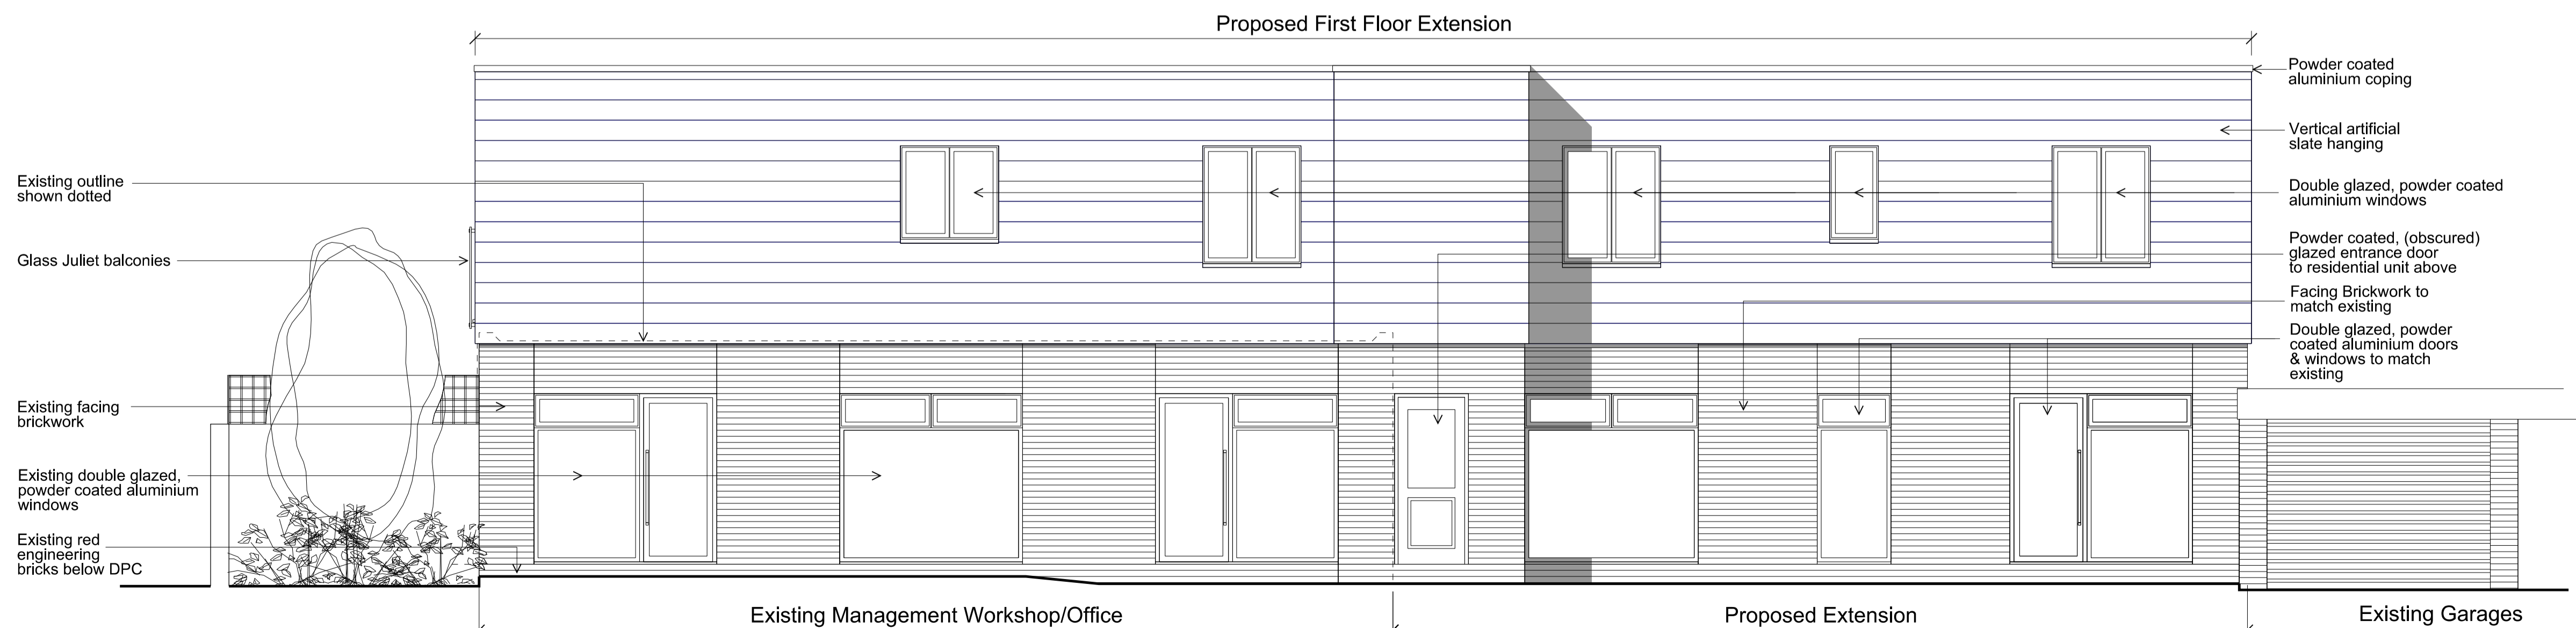 Proposed First Floor Extension
Existing outline
shown dotted
Glass Juliet balconies
Existing facing
brickwork
Existing double glazed,
powder coated aluminium
windows
Existing red
engineering
bricks below DPC
Powder coated
aluminium coping
Vertical artificial
slate hanging
Double glazed, powder coated
aluminium windows
Powder coated, (obscured)
glazed entrance door
to residential unit above
Facing Brickwork to
match existing
Double glazed, powder
coated aluminium doors
& windows to match
existing
Existing Management Workshop/Office
Proposed Extension
Existing Garages